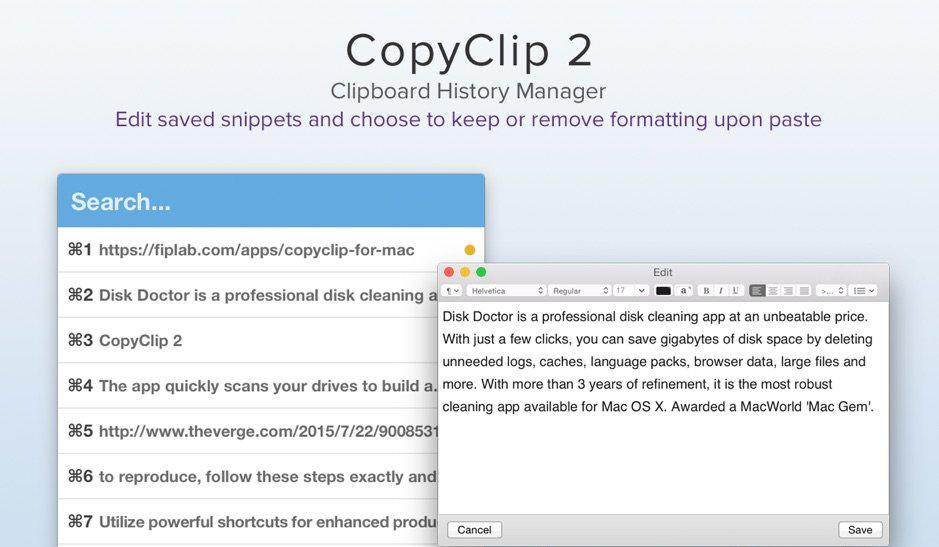 CopyClip 2
Clipboard History Manager
Edit saved snippets and choose to keep or remove formatting upon paste
Search...
⌘1 https://fiplab.com/apps/copyclip-for-mac
⌘2 Disk Doctor is a professional disk cleaning a
⌘3 CopyClip 2
⌘4 The app quickly scans your drives to build a.
⌘5 http://www.theverge.com/2015/7/22/9008531
⌘6 to reproduce, follow these steps exactly and
⌘7 Utilize powerful shortcuts for enhanced produ
Edit
¶ Helvetica Regular 17 a B I U >...
Disk Doctor is a professional disk cleaning app at an unbeatable price.
With just a few clicks, you can save gigabytes of disk space by deleting
unneeded logs, caches, language packs, browser data, large files and
more. With more than 3 years of refinement, it is the most robust
cleaning app available for Mac OS X. Awarded a MacWorld 'Mac Gem'.
Cancel Save